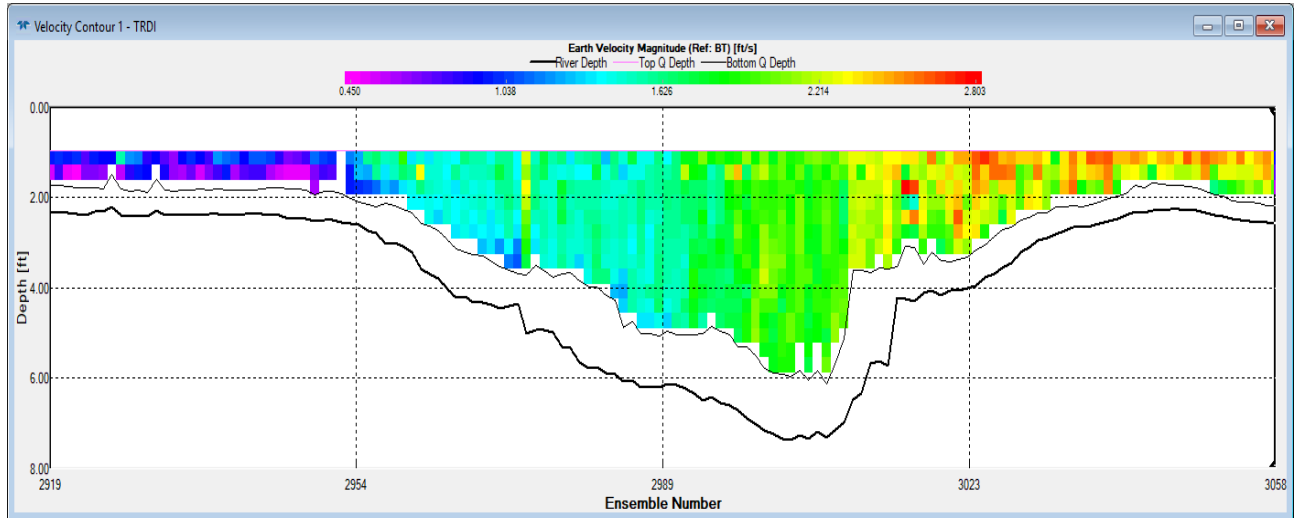 Velocity Contour 1 - TRDI
Earth Velocity Magnitude (Ref: BT) [ft/s]
River Depth Top Q Depth Bottom Q Depth
0.450 1.038 1.626 2.214 2.803
0.00
2.00
4.00
6.00
8.00
Depth [ft]
2919 2954 2989 3023 3058
Ensemble Number